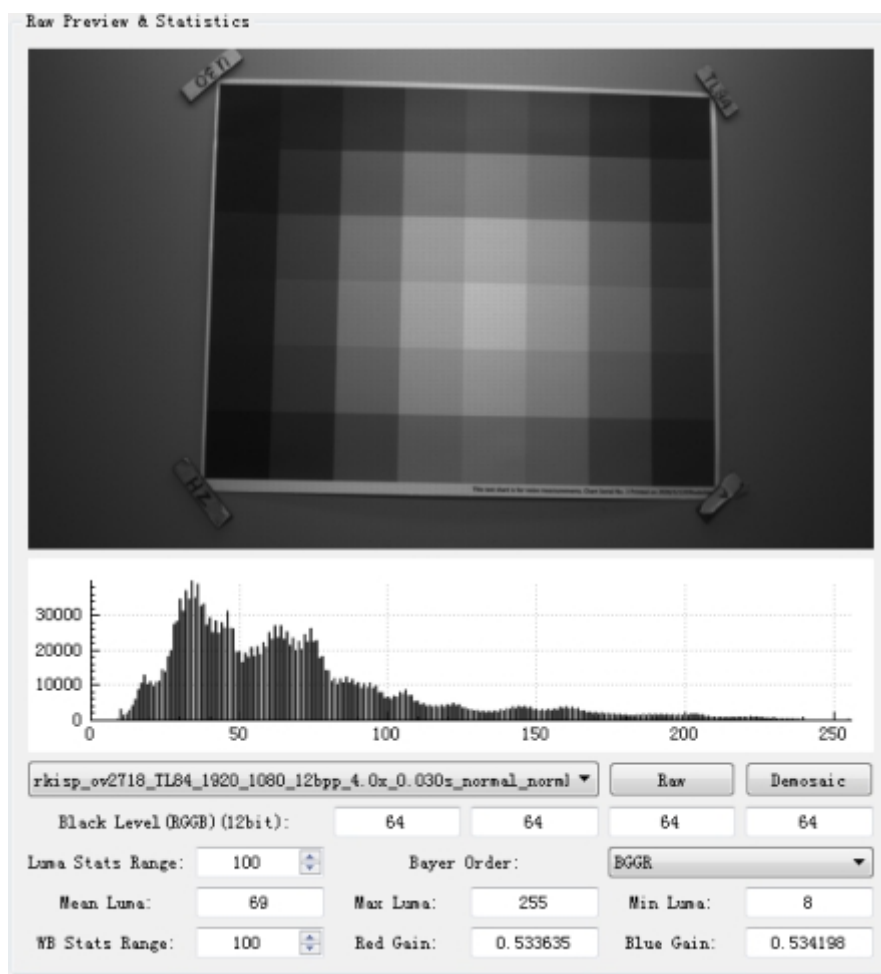 Raw Preview & Statistics
TL84
HZ
30000
20000
10000
0
0 50 100 150 200 250
rkisp_ov2718_TL84_1920_1080_12bpp_4.0x_0.030s_normal_norml Raw Demosaic
Black Level(RGGB)(12bit): 64 64 64 64
Luma Stats Range: 100 Bayer Order: BGGR
Mean Luma: 69 Max Luma: 255 Min Luma: 8
WB Stats Range: 100 Red Gain: 0.533635 Blue Gain: 0.534198